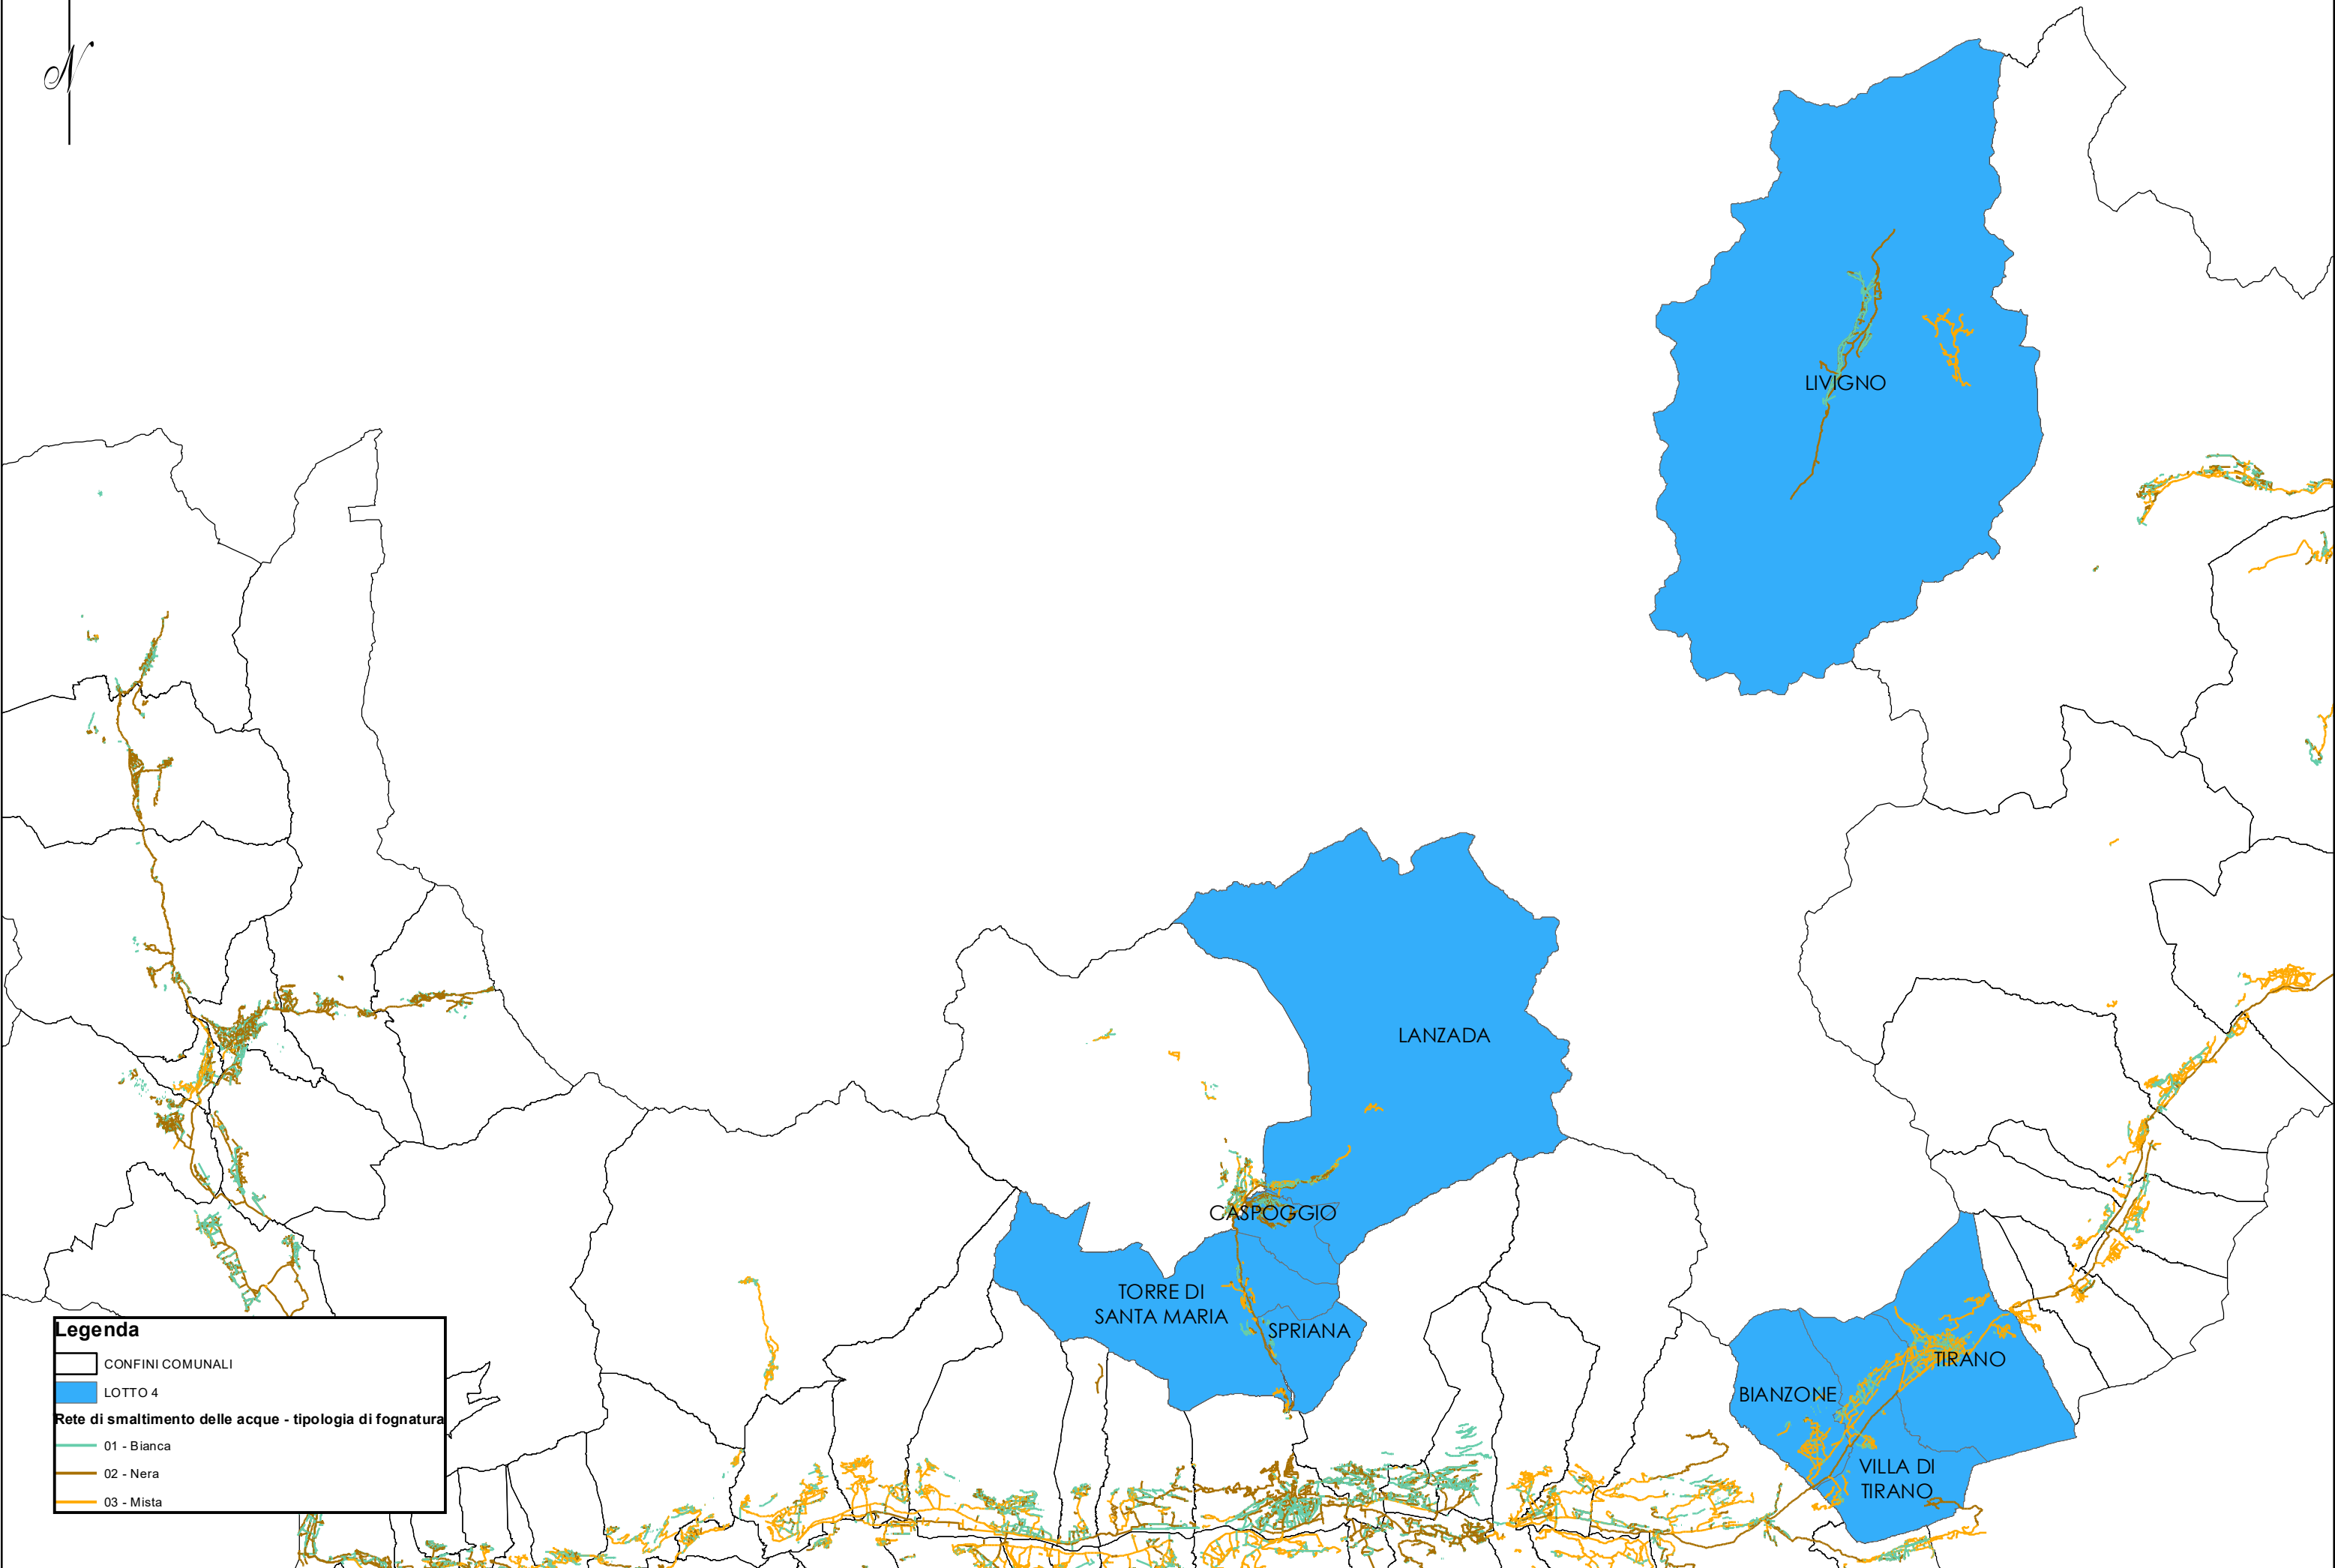 N
LIVIGNO
LANZADA
CASPOGGIO
TORRE DI
SANTA MARIA
SPRIANA
TIRANO
BIANZONE
VILLA DI
TIRANO
Legenda
CONFINI COMUNALI
LOTTO 4
Rete di smaltimento delle acque - tipologia di fognatura
01 - Bianca
02 - Nera
03 - Mista